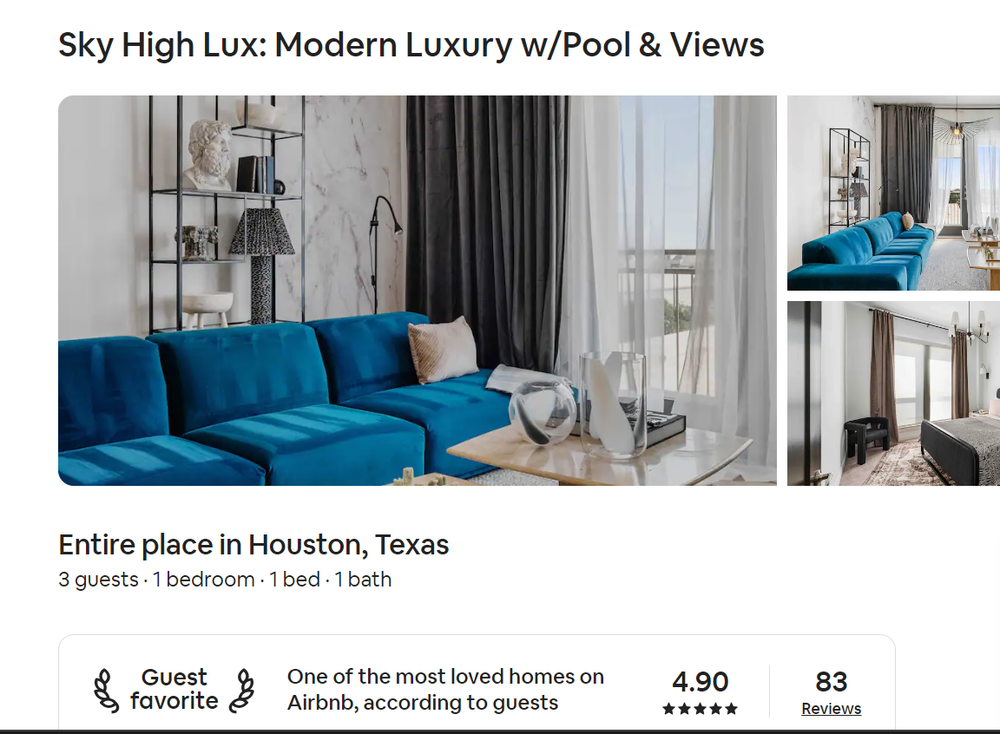 Sky High Lux: Modern Luxury w/Pool & Views
Entire place in Houston, Texas
3 guests · 1 bedroom · 1 bed · 1 bath
Guest
favorite
One of the most loved homes on
Airbnb, according to guests
4.90
83
Reviews